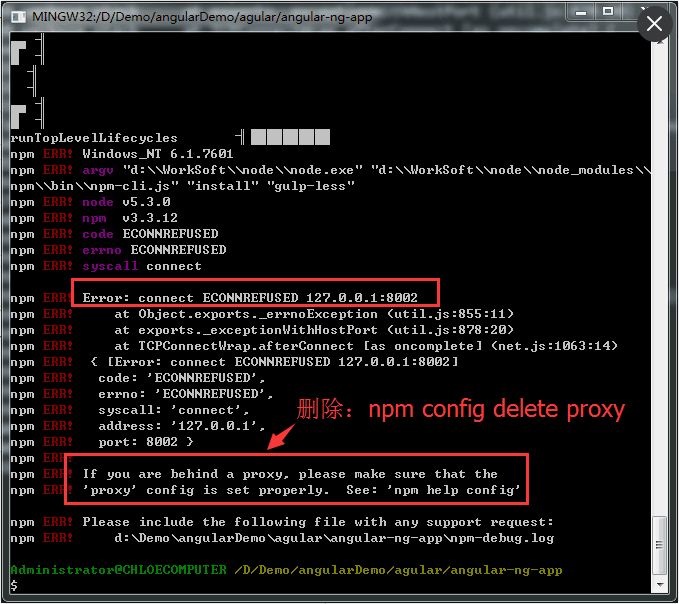 MINGW32:/D/Demo/angularDemo/agular/angular-ng-app
runTopLevelLifecycles
npm ERR! Windows_NT 6.1.7601
npm ERR! argv "d:\\WorkSoft\\node\\node.exe" "d:\\WorkSoft\\node\\node_modules\\
npm\\bin\\npm-cli.js" "install" "gulp-less"
npm ERR! node v5.3.0
npm ERR! npm  v3.3.12
npm ERR! code ECONNREFUSED
npm ERR! errno ECONNREFUSED
npm ERR! syscall connect
npm ERR! Error: connect ECONNREFUSED 127.0.0.1:8002
npm ERR!     at Object.exports._errnoException (util.js:855:11)
npm ERR!     at exports._exceptionWithHostPort (util.js:878:20)
npm ERR!     at TCPConnectWrap.afterConnect [as oncomplete] (net.js:1063:14)
npm ERR!  { [Error: connect ECONNREFUSED 127.0.0.1:8002]
npm ERR!   code: 'ECONNREFUSED',
npm ERR!   errno: 'ECONNREFUSED',
npm ERR!   syscall: 'connect',
npm ERR!   address: '127.0.0.1',
删除：npm config delete proxy
npm ERR!   port: 8002 }
npm ERR!
npm ERR! If you are behind a proxy, please make sure that the
npm ERR! 'proxy' config is set properly.  See: 'npm help config'
npm ERR! Please include the following file with any support request:
npm ERR!     d:\Demo\angularDemo\agular\angular-ng-app\npm-debug.log
Administrator@CHLOECOMPUTER /D/Demo/angularDemo/agular/angular-ng-app
$